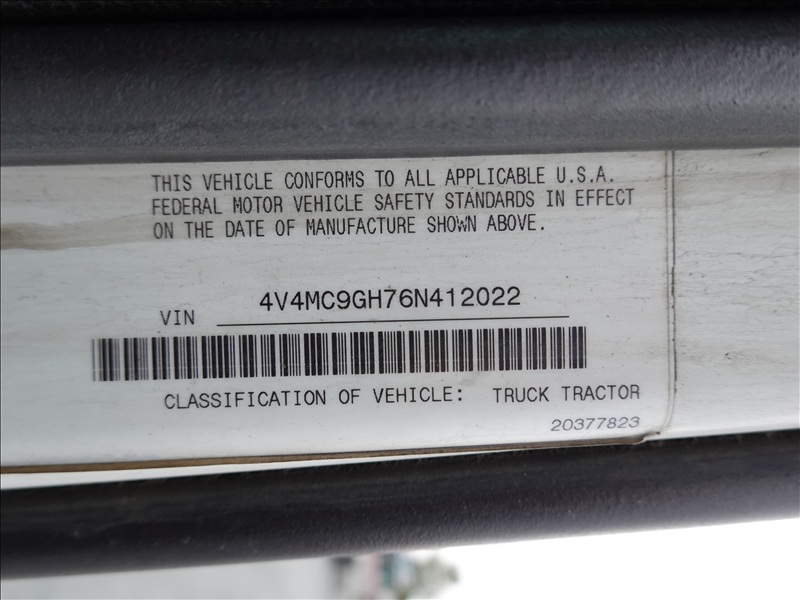 THIS VEHICLE CONFORMS TO ALL APPLICABLE U.S.A.
FEDERAL MOTOR VEHICLE SAFETY STANDARDS IN EFFECT
ON THE DATE OF MANUFACTURE SHOWN ABOVE.
VIN 4V4MC9GH76N412022
CLASSIFICATION OF VEHICLE: TRUCK TRACTOR
20377823